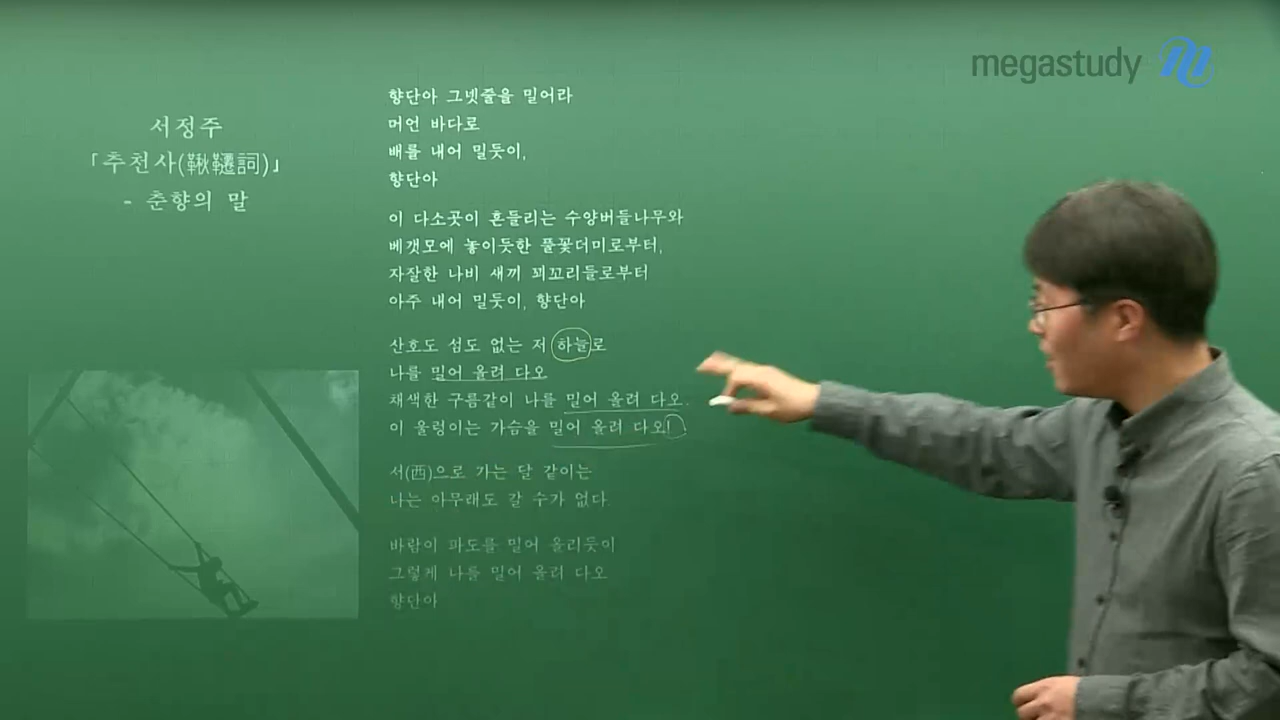 megastudy
서정주
「추천사(鞦韆詞)」
- 춘향의 말
향단아 그넷줄을 밀어라
머언 바다로
배를 내어 밀듯이,
향단아
이 다소곳이 흔들리는 수양버들나무와
베갯모에 놓이듯한 풀꽃더미로부터,
자잘한 나비 새끼 꾀꼬리들로부터
아주 내어 밀듯이, 향단아
산호도 섬도 없는 저 하늘로
나를 밀어 올려 다오
채색한 구름같이 나를 밀어 올려 다오.
이 울렁이는 가슴을 밀어 올려 다오!
서(西)으로 가는 달 같이는
나는 아무래도 갈 수가 없다.
바람이 파도를 밀어 올리듯이
그렇게 나를 밀어 올려 다오
향단아